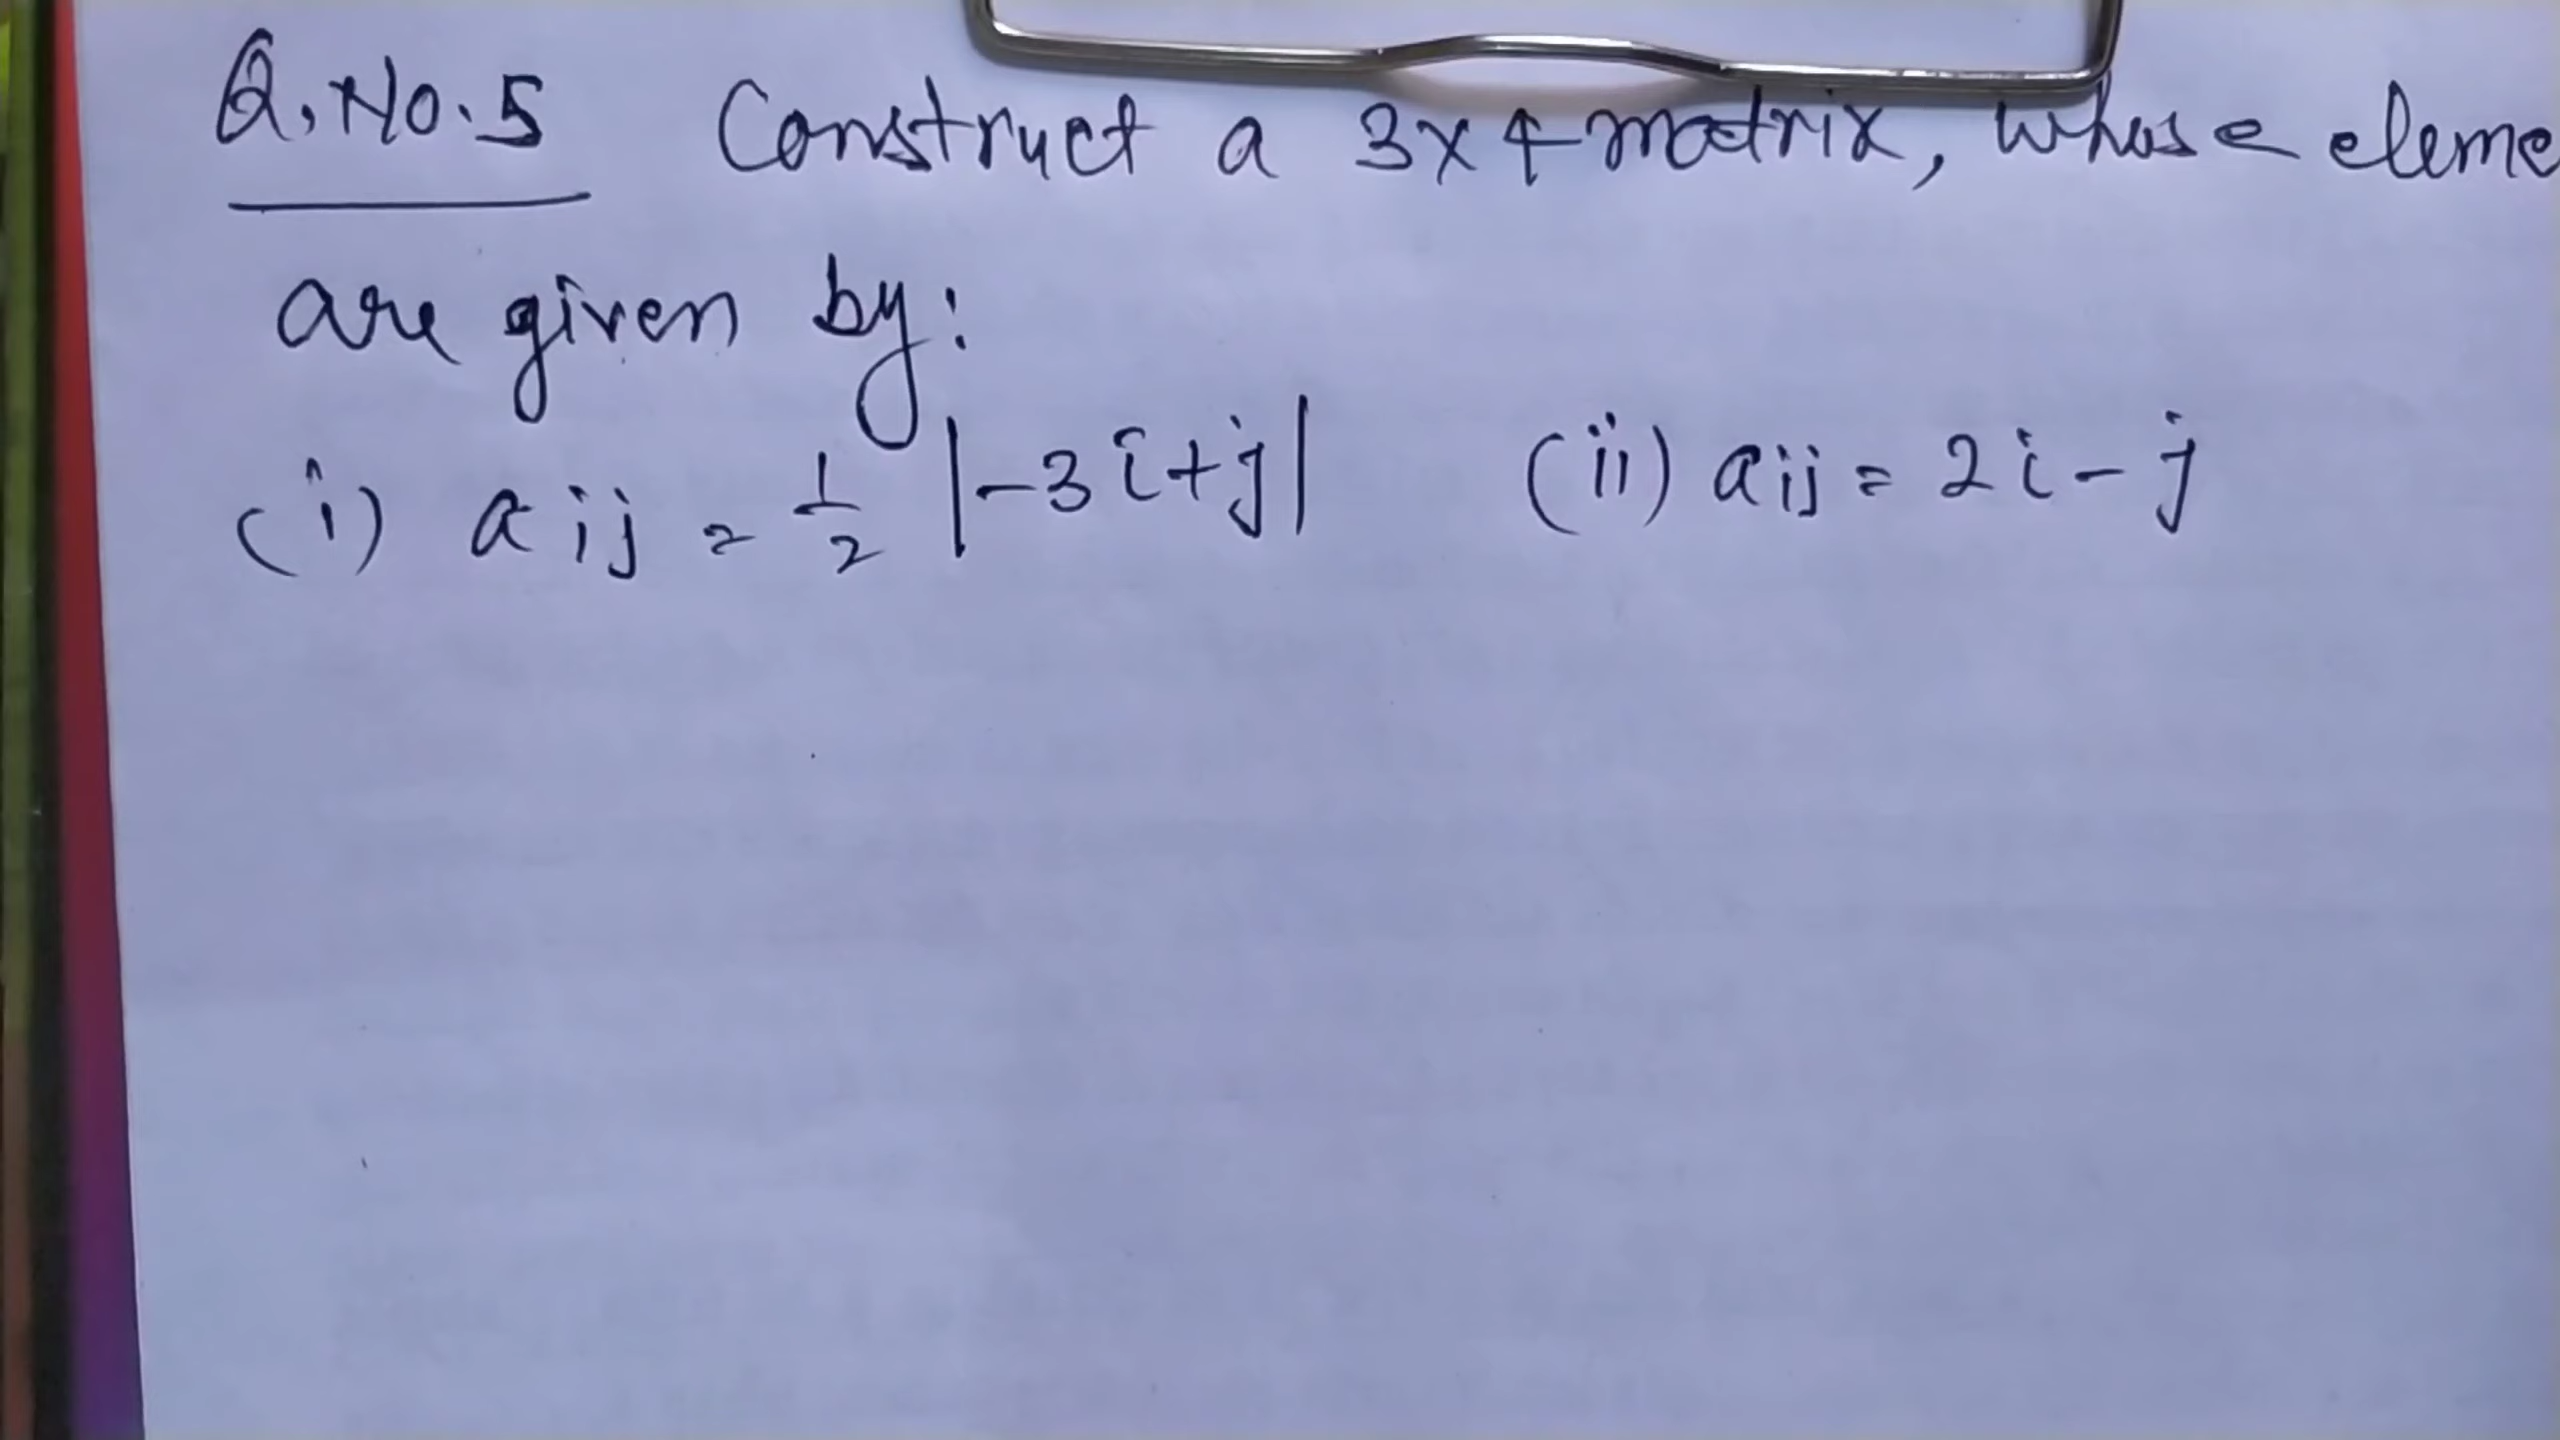 Q. No. 5 Construct a 3x4 matrix, whose eleme
are given by:
(i) aij = 1/2 |-3i+j| (ii) aij = 2i-j